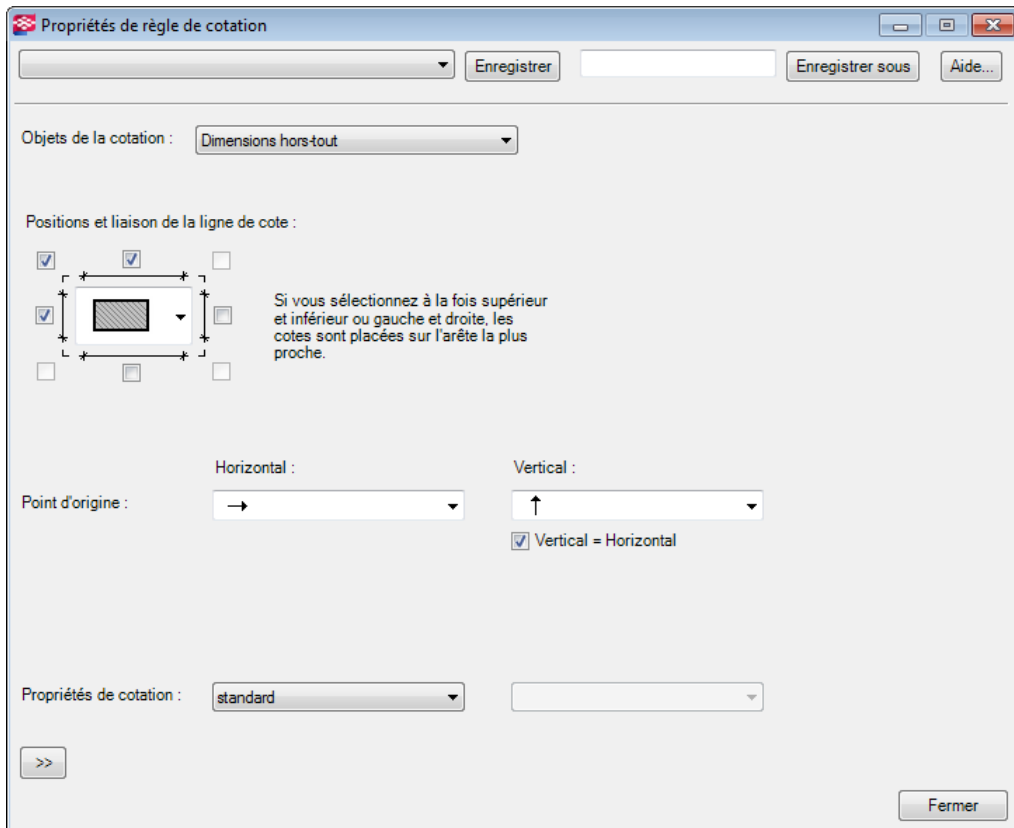 Propriétés de règle de cotation
Enregistrer
Enregistrer sous
Aide...
Objets de la cotation :
Dimensions hors-tout
Positions et liaison de la ligne de cote :
Si vous sélectionnez à la fois supérieur
et inférieur ou gauche et droite, les
cotes sont placées sur l'arête la plus
proche.
Horizontal :
Vertical :
Point d'origine :
Vertical = Horizontal
Propriétés de cotation :
standard
>>
Fermer